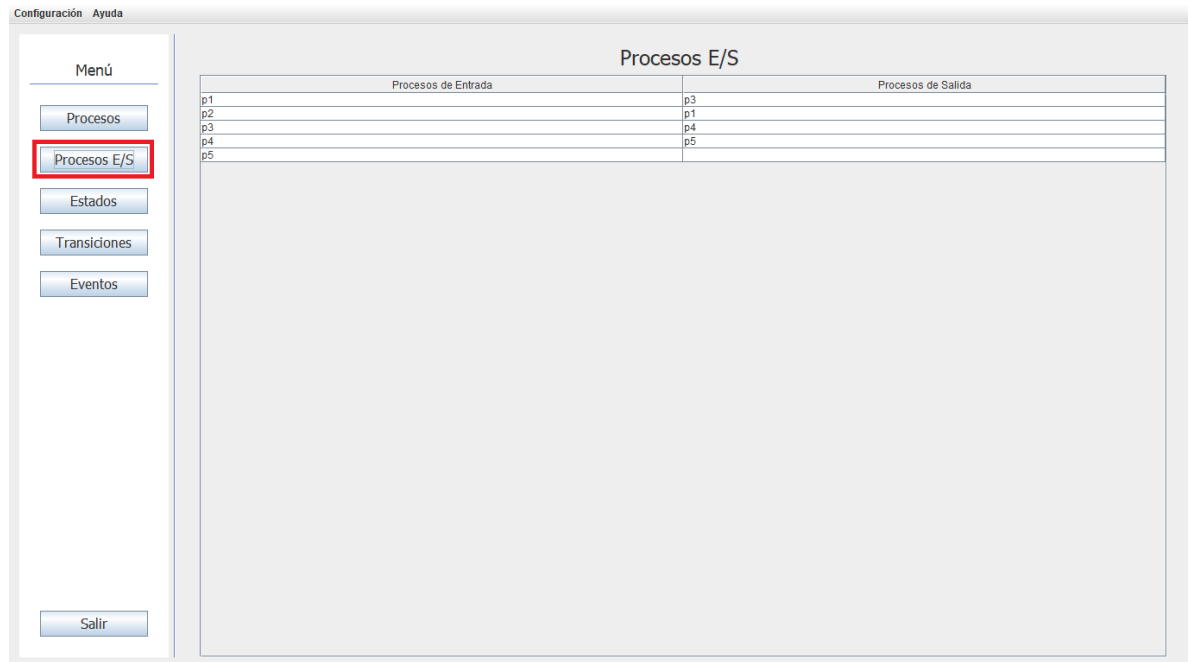 Configuración Ayuda
Menú
Procesos
Procesos E/S
Estados
Transiciones
Eventos
Salir
Procesos E/S
Procesos de Entrada Procesos de Salida
p1 p3
p2 p1
p3 p4
p4 p5
p5